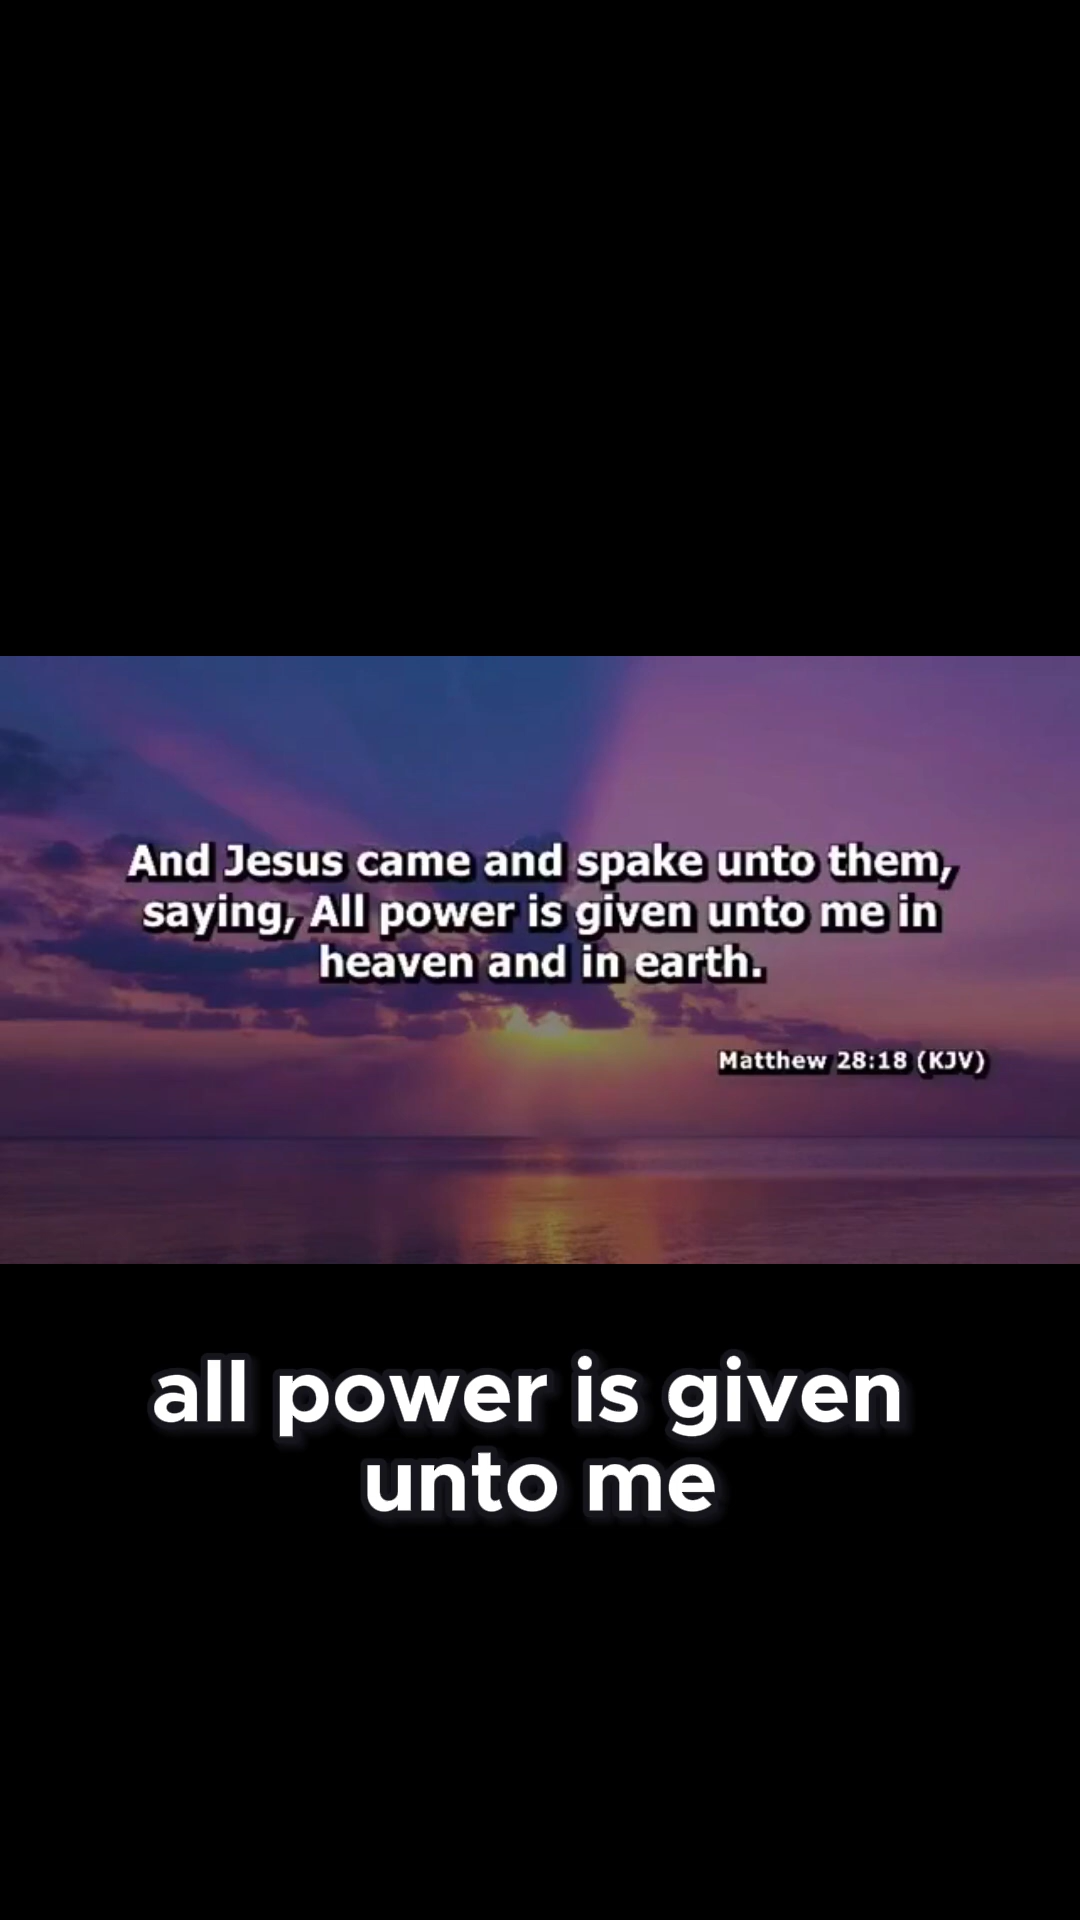 And Jesus came and spake unto them,
saying, All power is given unto me in
heaven and in earth.
Matthew 28:18 (KJV)
all power is given
unto me